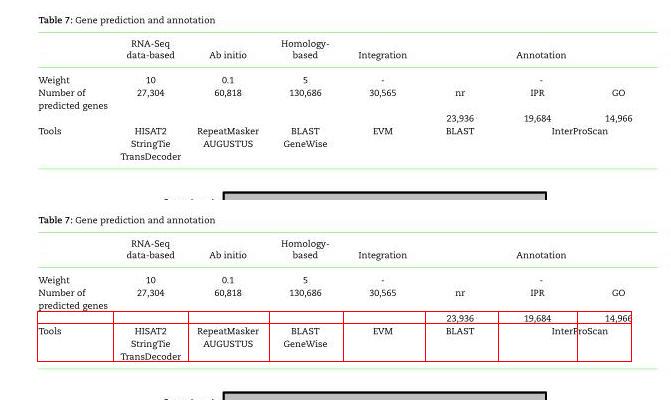 Table 7: Gene prediction and annotation
RNA-Seq data-based Ab initio Homology-based Integration Annotation
Weight 10 0.1 5 - -
Number of predicted genes 27,304 60,818 130,686 30,565 nr IPR GO
23,936 19,684 14,966
Tools HISAT2 RepeatMasker BLAST EVM BLAST InterProScan
StringTie AUGUSTUS GeneWise
TransDecoder
Table 7: Gene prediction and annotation
RNA-Seq data-based Ab initio Homology-based Integration Annotation
Weight 10 0.1 5 - -
Number of predicted genes 27,304 60,818 130,686 30,565 nr IPR GO
23,936 19,684 14,966
Tools HISAT2 RepeatMasker BLAST EVM BLAST InterProScan
StringTie AUGUSTUS GeneWise
TransDecoder